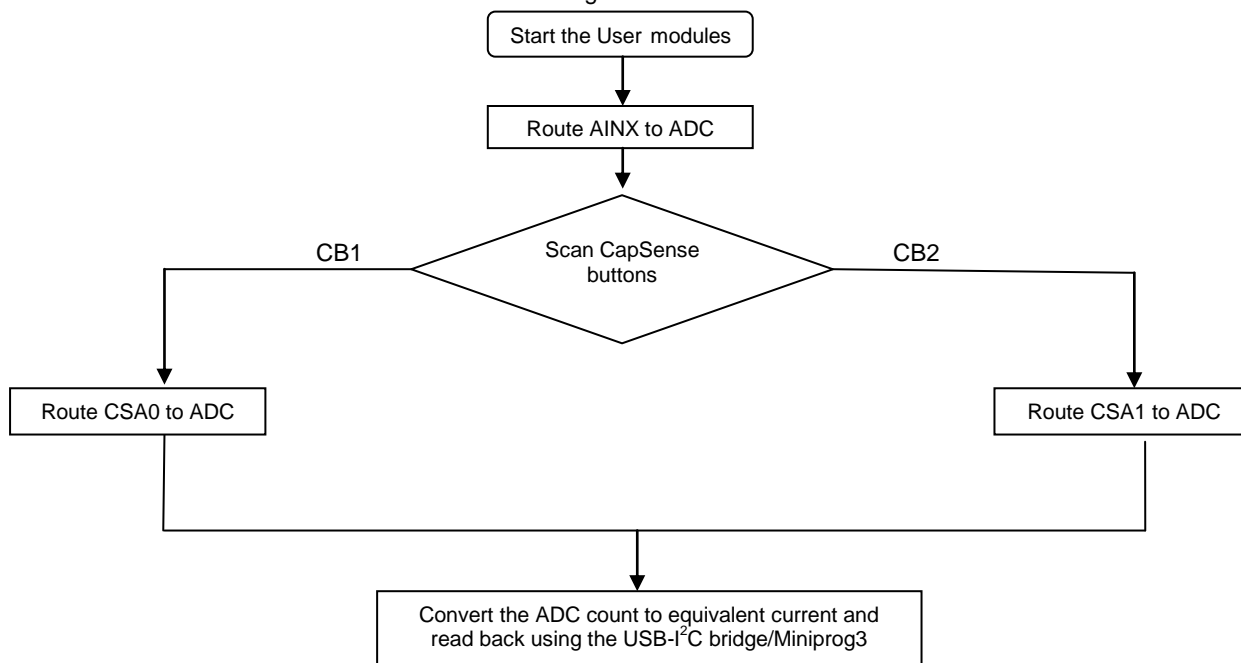 Start the User modules
Route AINX to ADC
Scan CapSense
buttons
CB1
CB2
Route CSA0 to ADC
Route CSA1 to ADC
Convert the ADC count to equivalent current and
read back using the USB-I²C bridge/Miniprog3